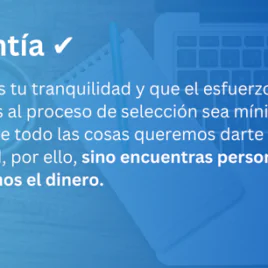 ntía ✔
s tu tranquilidad y que el esfuerzo
s al proceso de selección sea míni
e todo las cosas queremos darte
, por ello, sino encuentras person
nos el dinero.